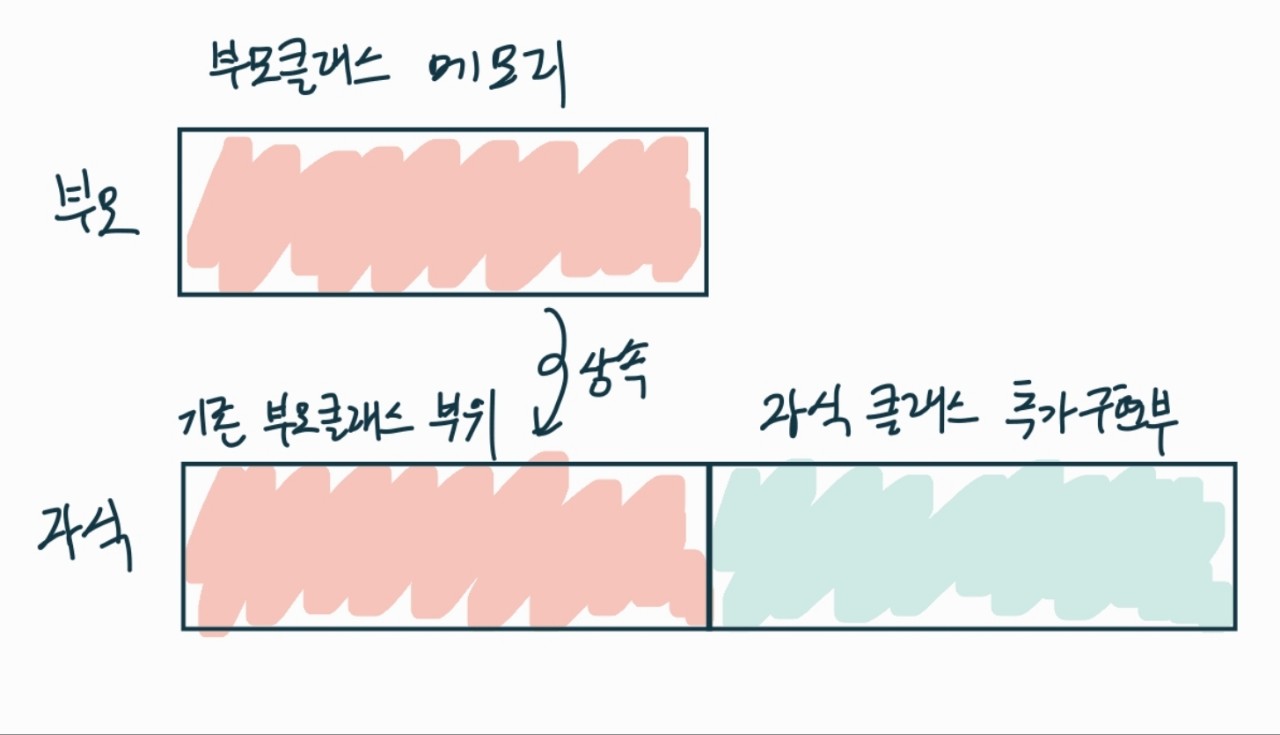 부모클래스 메모리
부모
상속
기존 부모클래스 부위
자식 클래스 추가구현부
자식